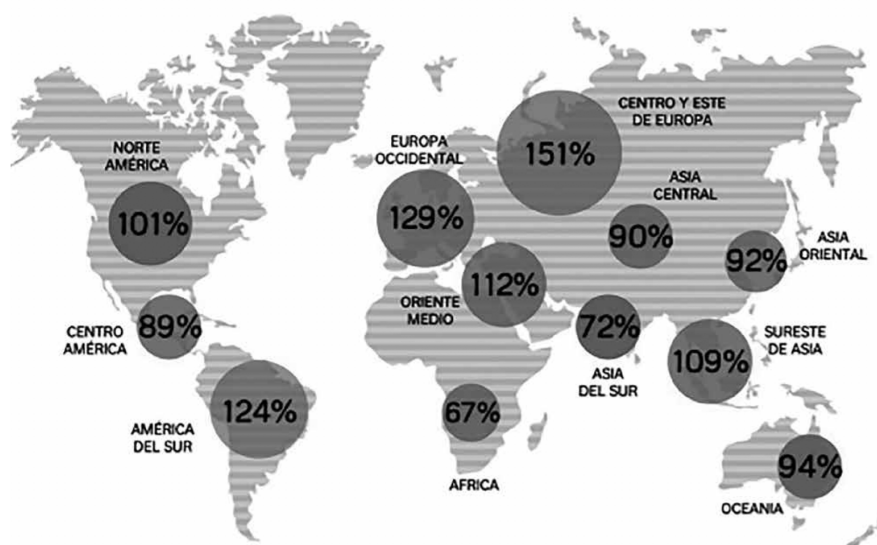 NORTE
AMÉRICA
101%
CENTRO
AMÉRICA
89%
AMÉRICA
DEL SUR
124%
EUROPA
OCCIDENTAL
129%
CENTRO Y ESTE
DE EUROPA
151%
ASIA
CENTRAL
90%
ASIA
ORIENTAL
92%
ORIENTE
MEDIO
112%
ASIA
DEL SUR
72%
SURESTE
DE ASIA
109%
AFRICA
67%
OCEANIA
94%